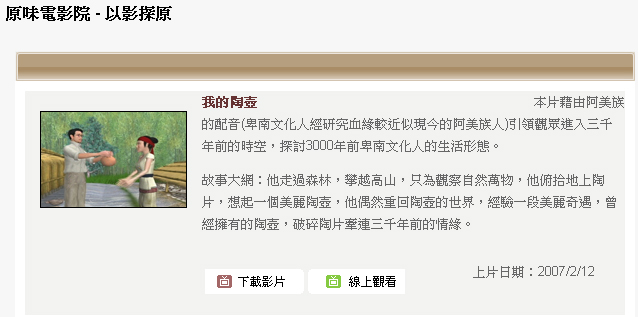 原味電影院 - 以影探原
我的陶壺 本片藉由阿美族
的配音(卑南文化人經研究血緣較近似現今的阿美族人)引領觀眾進入三千
年前的時空，探討3000年前卑南文化人的生活形態。
故事大網：他走過森林，攀越高山，只為觀察自然萬物，他俯拾地上陶
片，想起一個美麗陶壺，他偶然重回陶壺的世界，經驗一段美麗奇遇，曾
經擁有的陶壺，破碎陶片牽連三千年前的情緣。
上片日期：2007/2/12
下載影片 線上觀看